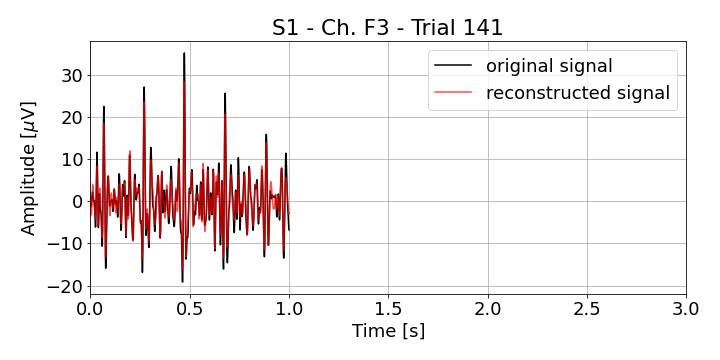 S1 - Ch. F3 - Trial 141
original signal
reconstructed signal
Amplitude [μV]
30
20
10
0
−10
−20
0.0 0.5 1.0 1.5 2.0 2.5 3.0
Time [s]